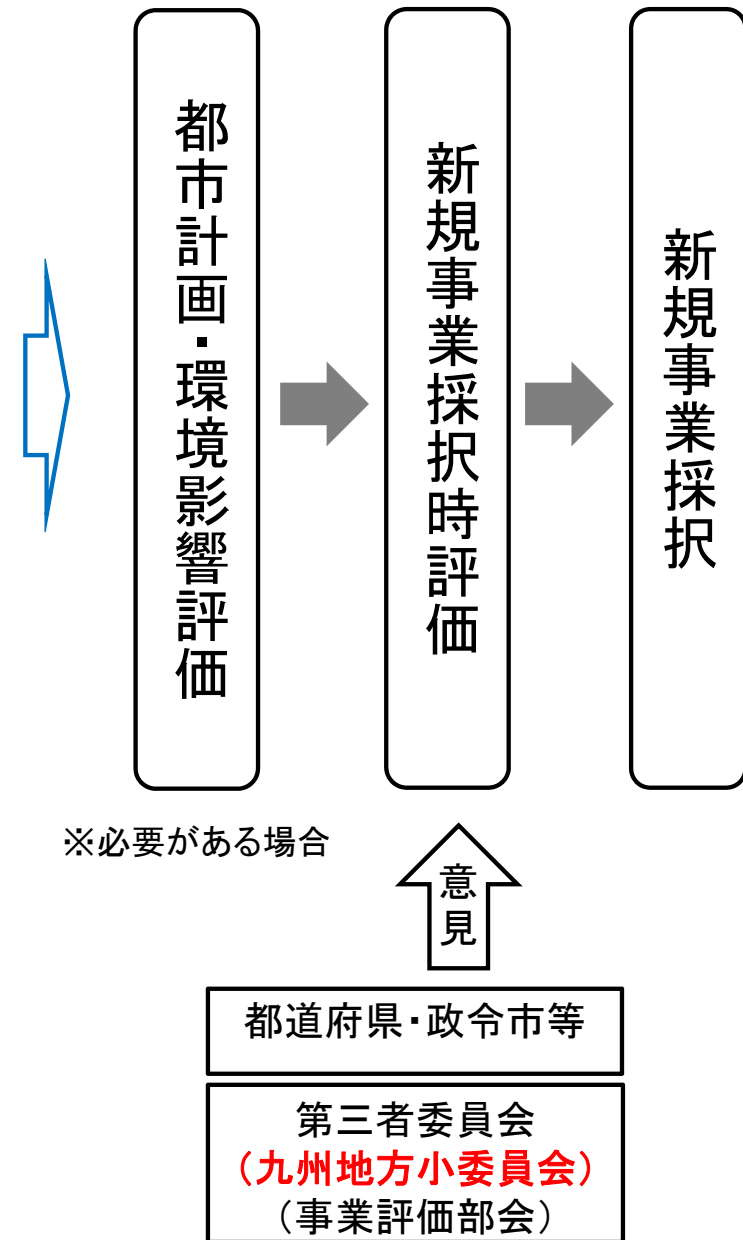 都市計画・環境影響評価
新規事業採択時評価
新規事業採択
※必要がある場合
意見
都道府県・政令市等
第三者委員会
（九州地方小委員会）
（事業評価部会）